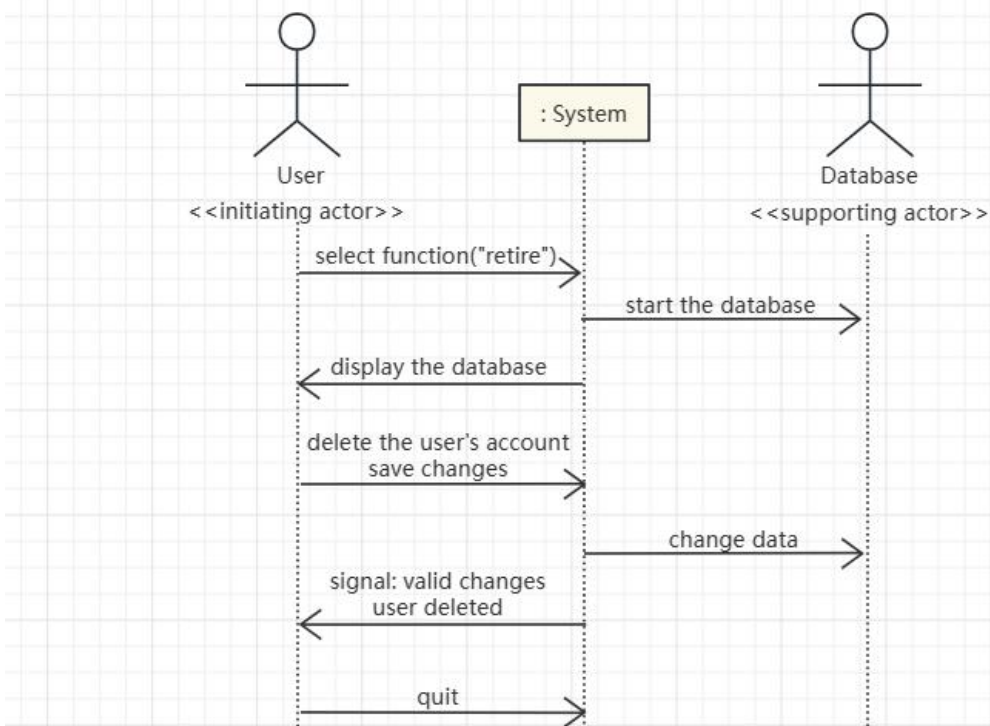 : System
User
Database
<<initiating actor>>
<<supporting actor>>
select function("retire")
start the database
display the database
delete the user's account
save changes
change data
signal: valid changes
user deleted
quit